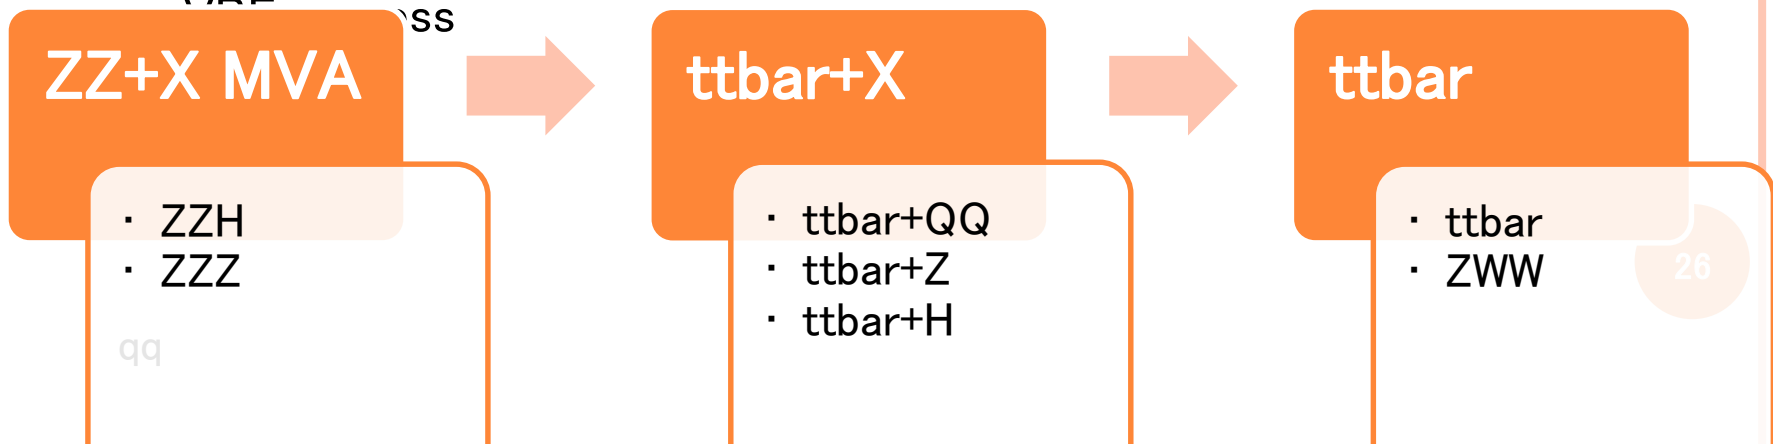 ZZ+X MVA
・ ZZH
・ ZZZ
qq
ttbar+X
・ ttbar+QQ
・ ttbar+Z
・ ttbar+H
ttbar
・ ttbar
・ ZWW
26